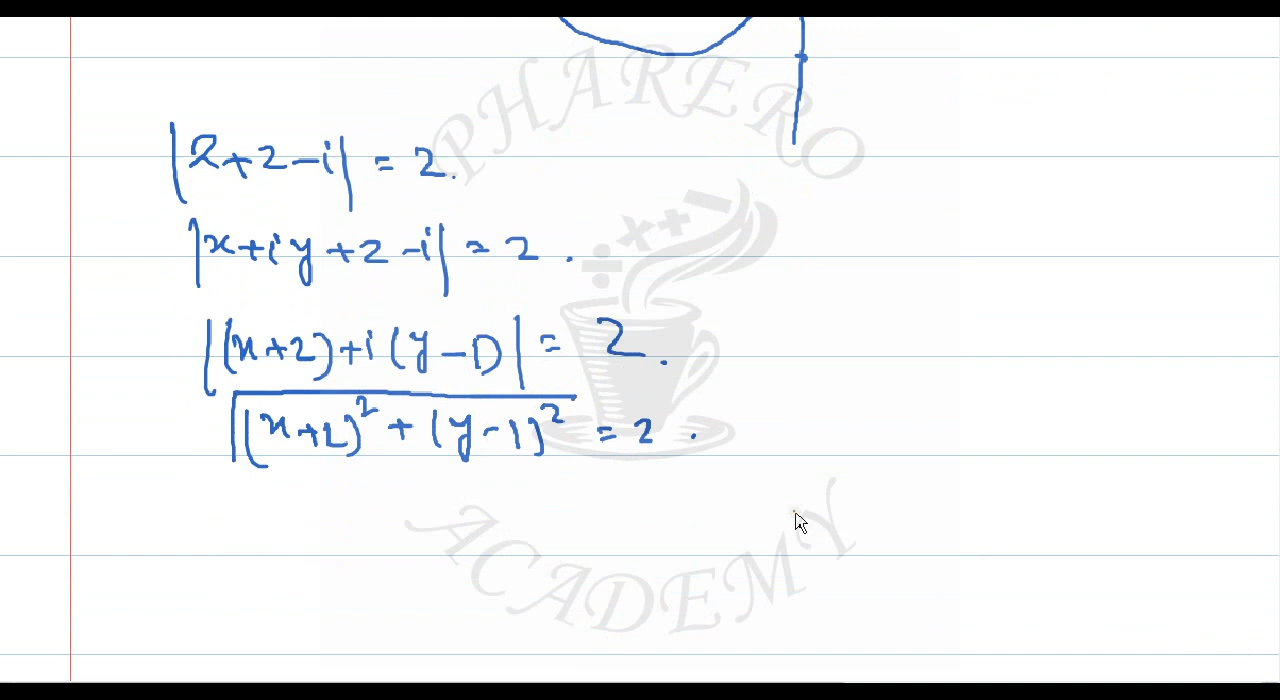 PHARERO
|z+2-i| = 2.
|x+iy+2-i| = 2.
|(x+2)+i(y-1)| = 2.
√((x+2)² + (y-1)²) = 2.
ACADEMY